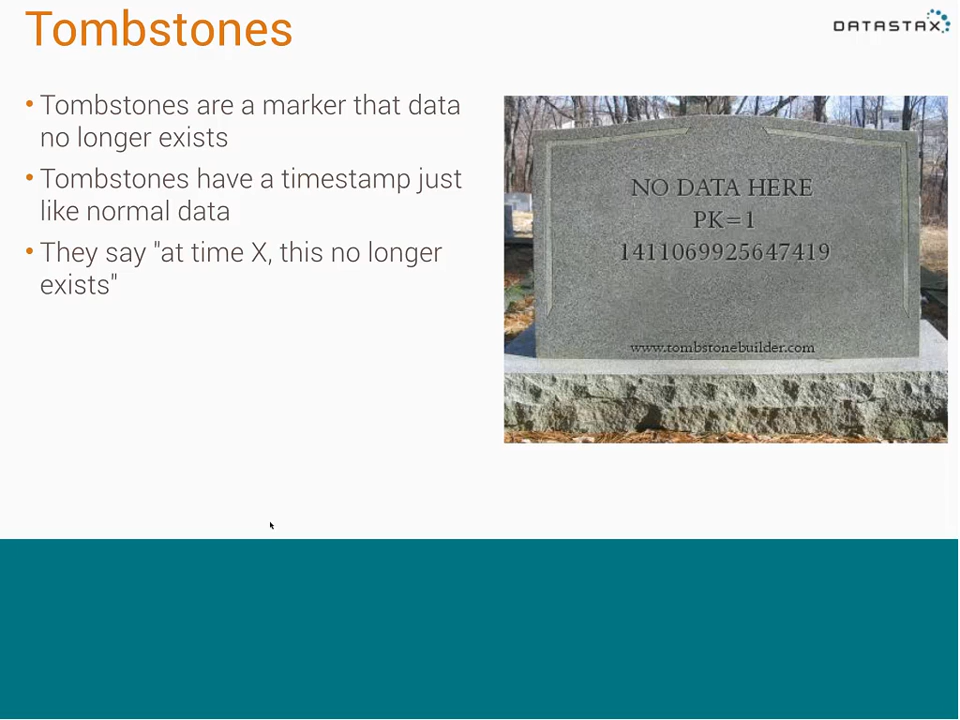 Tombstones
DATASTAX
• Tombstones are a marker that data
no longer exists
• Tombstones have a timestamp just
like normal data
• They say "at time X, this no longer
exists"
NO DATA HERE
PK=1
1411069925647419
www.tombstonebuilder.com